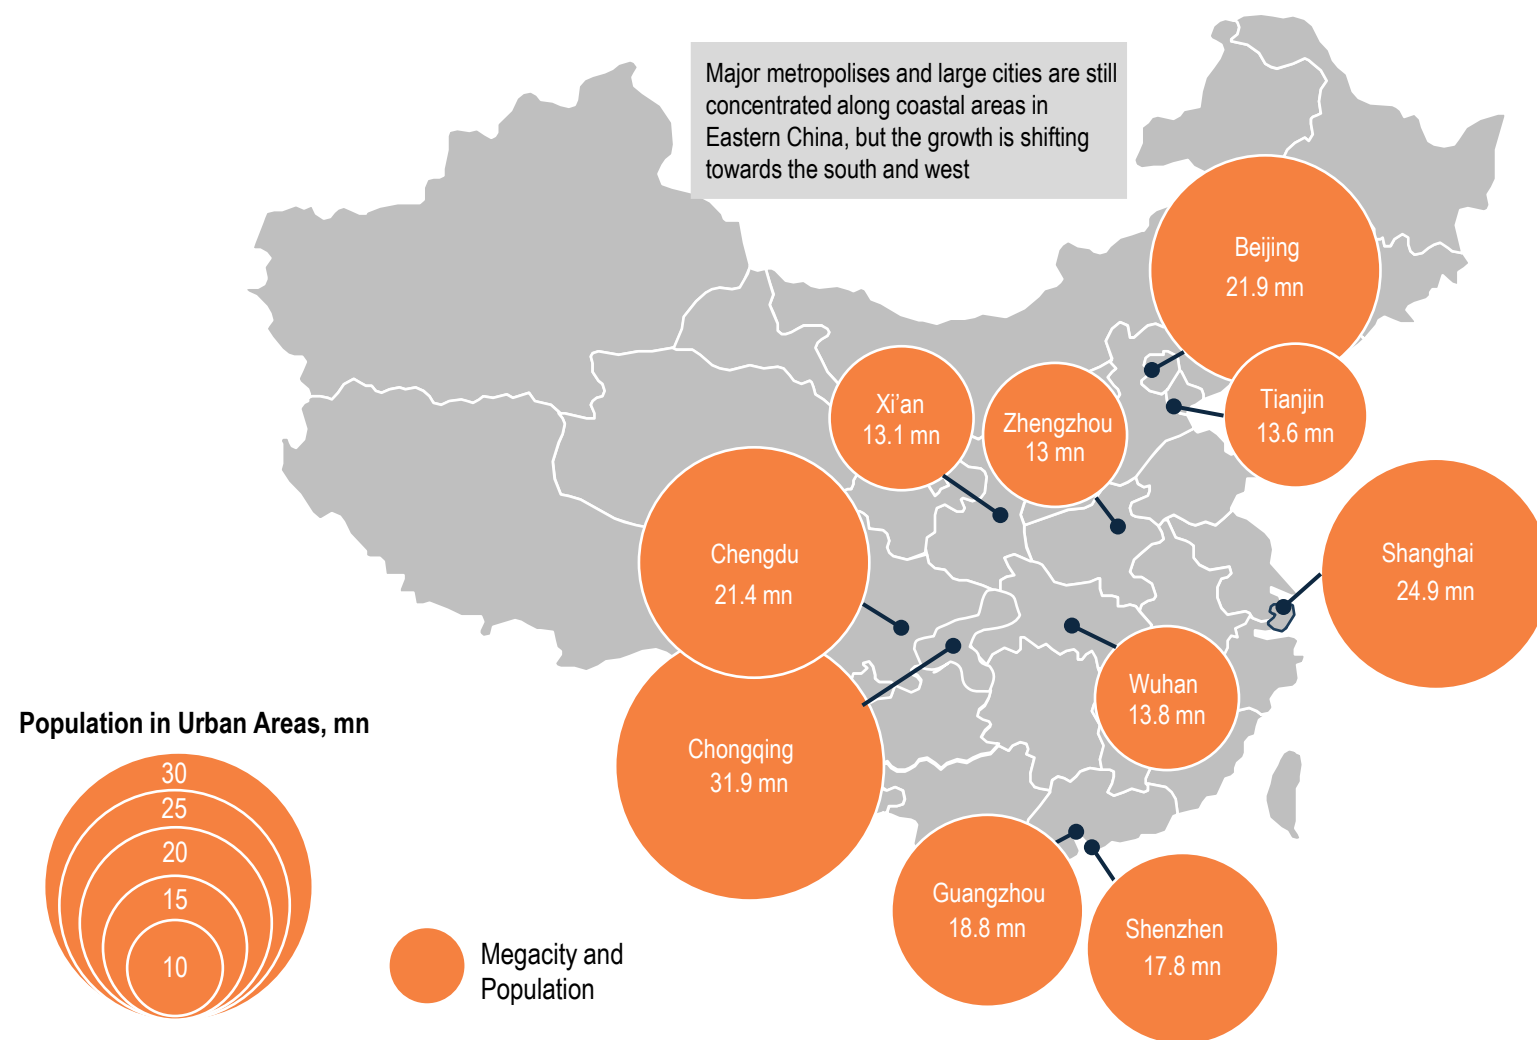 Major metropolises and large cities are still
concentrated along coastal areas in
Eastern China, but the growth is shifting
towards the south and west
Beijing
21.9 mn
Xi’an
13.1 mn
Zhengzhou
13 mn
Tianjin
13.6 mn
Chengdu
21.4 mn
Shanghai
24.9 mn
Wuhan
13.8 mn
Chongqing
31.9 mn
Guangzhou
18.8 mn
Shenzhen
17.8 mn
Population in Urban Areas, mn
30
25
20
15
10
Megacity and
Population